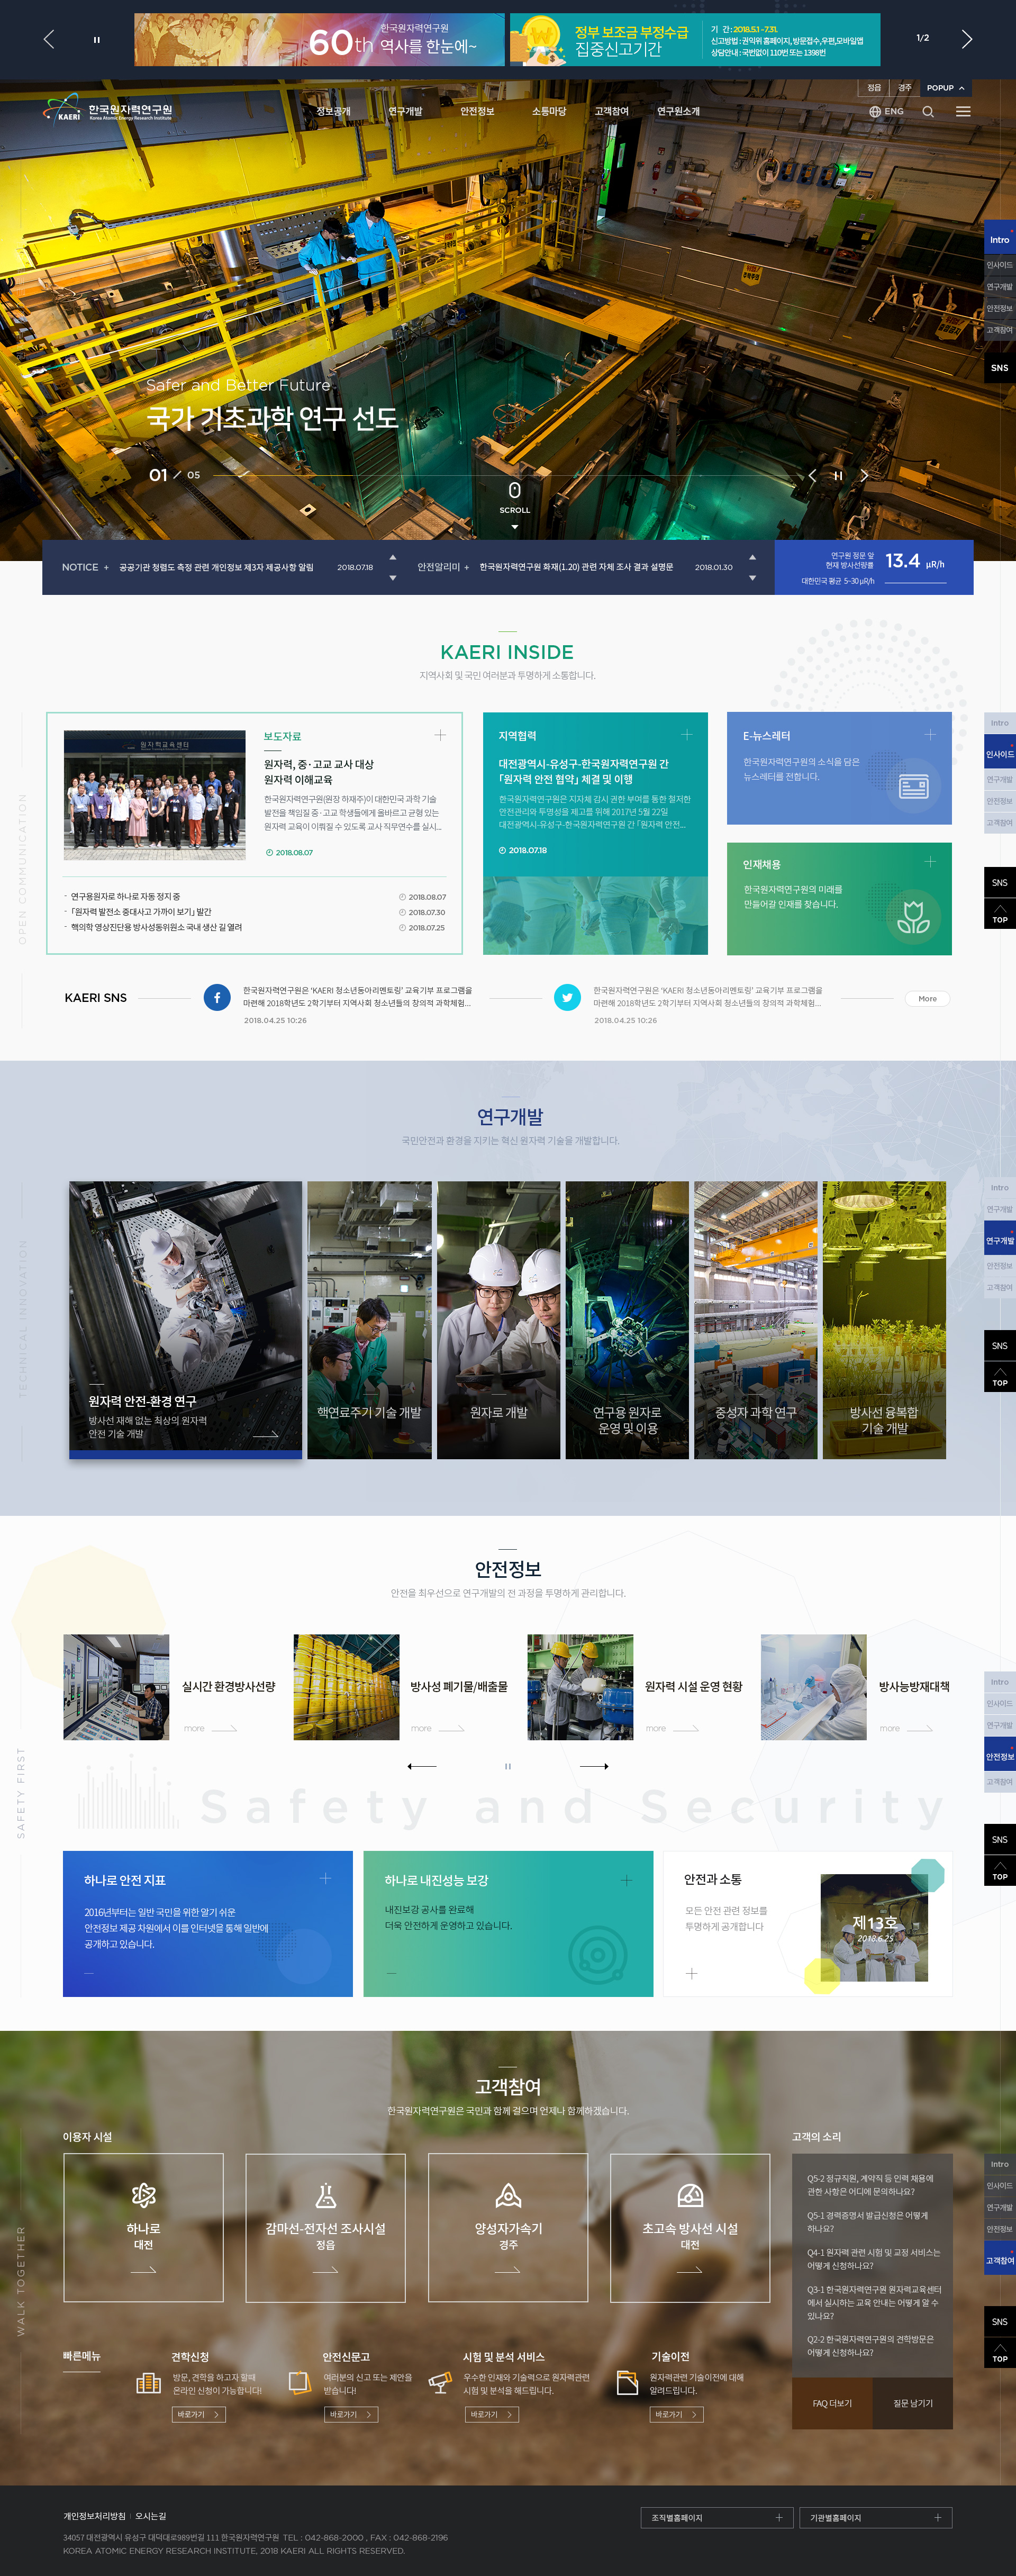 한국원자력연구원
60th 역사를 한눈에~
정부 보조금 부정수급
집중신고기간
기 간 : 2018.5.1 ~7.31.
신고방법 : 권익위 홈페이지, 방문접수,우편,모바일앱
상담안내 : 국번없이 110번 또는 1398번
1/2
정읍
경주
POPUP
KAERI
한국원자력연구원
Korea Atomic Energy Research Institute
정보공개
연구개발
안전정보
소통마당
고객참여
연구원소개
ENG
Intro
인사이드
연구개발
안전정보
고객참여
SNS
Safer and Better Future
국가 기초과학 연구 선도
01 / 05
SCROLL
NOTICE +
공공기관 청렴도 측정 관련 개인정보 제3자 제공사항 알림
2018.07.18
안전알리미 +
한국원자력연구원 화재(1.20) 관련 자체 조사 결과 설명문
2018.01.30
연구원 정문 앞
현재 방사선량률
13.4 μR/h
대한민국 평균 5~30 μR/h
KAERI INSIDE
지역사회 및 국민 여러분과 투명하게 소통합니다.
OPEN COMMUNICATION
원자력교육센터
보도자료
원자력, 중·고교 교사 대상
원자력 이해교육
한국원자력연구원(원장 하재주)이 대한민국 과학 기술
발전을 책임질 중·고교 학생들에게 올바르고 균형 있는
원자력 교육이 이뤄질 수 있도록 교사 직무연수를 실시...
2018.08.07
- 연구용원자로 하나로 자동 정지 중
2018.08.07
- 「원자력 발전소 중대사고 가까이 보기」 발간
2018.07.30
- 핵의학 영상진단용 방사성동위원소 국내 생산 길 열려
2018.07.25
지역협력
대전광역시-유성구-한국원자력연구원 간
「원자력 안전 협약」 체결 및 이행
한국원자력연구원은 지자체 감시 권한 부여를 통한 철저한
안전관리와 투명성을 제고를 위해 2017년 5월 22일
대전광역시-유성구-한국원자력연구원 간 「원자력 안전...
2018.07.18
E-뉴스레터
한국원자력연구원의 소식을 담은
뉴스레터를 전합니다.
인재채용
한국원자력연구원의 미래를
만들어갈 인재를 찾습니다.
Intro
인사이드
연구개발
안전정보
고객참여
SNS
TOP
KAERI SNS
한국원자력연구원은 'KAERI 청소년동아리멘토링' 교육기부 프로그램을
마련해 2018학년도 2학기부터 지역사회 청소년들의 창의적 과학체험...
2018.04.25 10:26
한국원자력연구원은 'KAERI 청소년동아리멘토링' 교육기부 프로그램을
마련해 2018학년도 2학기부터 지역사회 청소년들의 창의적 과학체험...
2018.04.25 10:26
More
연구개발
국민안전과 환경을 지키는 혁신 원자력 기술을 개발합니다.
TECHNICAL INNOVATION
원자력 안전·환경 연구
방사선 재해 없는 최상의 원자력
안전 기술 개발
핵연료주기 기술 개발
원자로 개발
연구용 원자로
운영 및 이용
중성자 과학 연구
방사선 융복합
기술 개발
Intro
연구개발
연구개발
안전정보
고객참여
SNS
TOP
안전정보
안전을 최우선으로 연구개발의 전 과정을 투명하게 관리합니다.
SAFETY FIRST
실시간 환경방사선량
more
방사성 폐기물/배출물
more
원자력 시설 운영 현황
more
방사능방재대책
more
Safety and Security
하나로 안전 지표
2016년부터는 일반 국민을 위한 알기 쉬운
안전정보 제공 차원에서 이를 인터넷을 통해 일반에
공개하고 있습니다.
하나로 내진성능 보강
내진보강 공사를 완료해
더욱 안전하게 운영하고 있습니다.
안전과 소통
모든 안전 관련 정보를
투명하게 공개합니다
제13호
2018.6.25
Intro
인사이드
연구개발
안전정보
고객참여
SNS
TOP
고객참여
한국원자력연구원은 국민과 함께 걸으며 언제나 함께하겠습니다.
WALK TOGETHER
이용자 시설
하나로
대전
감마선·전자선 조사시설
정읍
양성자가속기
경주
초고속 방사선 시설
대전
고객의 소리
Q5-2 정규직원, 계약직 등 인력 채용에
관한 사항은 어디에 문의하나요?
Q5-1 경력증명서 발급신청은 어떻게
하나요?
Q4-1 원자력 관련 시험 및 교정 서비스는
어떻게 신청하나요?
Q3-1 한국원자력연구원 원자력교육센터
에서 실시하는 교육 안내는 어떻게 알 수
있나요?
Q2-2 한국원자력연구원의 견학방문은
어떻게 신청하나요?
FAQ 더보기
질문 남기기
빠른메뉴
견학신청
방문, 견학을 하고자 할때
온라인 신청이 가능합니다!
바로가기
안전신문고
여러분의 신고 또는 제안을
받습니다!
바로가기
시험 및 분석 서비스
우수한 인재와 기술력으로 원자력관련
시험 및 분석을 해드립니다.
바로가기
기술이전
원자력관련 기술이전에 대해
알려드립니다.
바로가기
Intro
인사이드
연구개발
안전정보
고객참여
SNS
TOP
개인정보처리방침 | 오시는길
34057 대전광역시 유성구 대덕대로989번길 111 한국원자력연구원 TEL : 042-868-2000 , FAX : 042-868-2196
KOREA ATOMIC ENERGY RESEARCH INSTITUTE, 2018 KAERI ALL RIGHTS RESERVED.
조직별홈페이지
기관별홈페이지